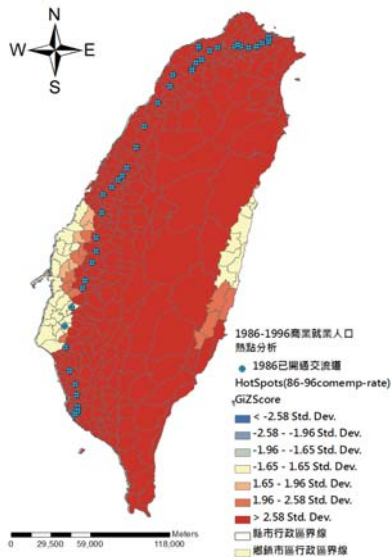 N
W E
S
1986-1996商業就業人口
熱點分析
1986已開通交流道
HotSpots(86-96comemp-rate)
GiZScore
< -2.58 Std. Dev.
-2.58 - -1.96 Std. Dev.
-1.96 - -1.65 Std. Dev.
-1.65 - 1.65 Std. Dev.
1.65 - 1.96 Std. Dev.
1.96 - 2.58 Std. Dev.
> 2.58 Std. Dev.
縣市行政區界線
鄉鎮市區行政區界線
Meters
0 29,500 59,000 118,000